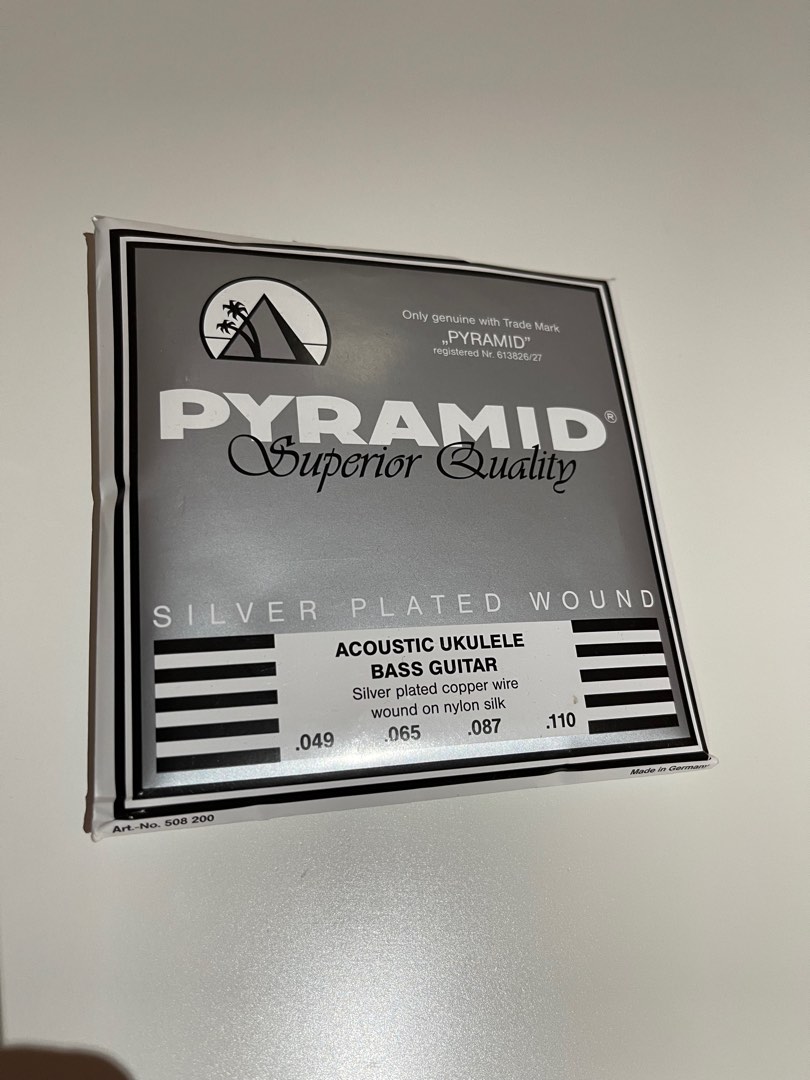 Only genuine with Trade Mark
„PYRAMID”
registered Nr. 613826/27
PYRAMID®
Superior Quality
SILVER PLATED WOUND
ACOUSTIC UKULELE
BASS GUITAR
Silver plated copper wire
wound on nylon silk
.049 .065 .087 .110
Made in Germany
Art.-No. 508 200